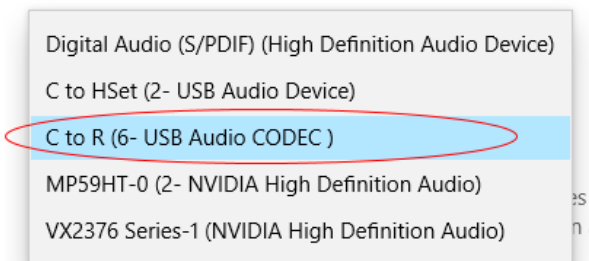 Digital Audio (S/PDIF) (High Definition Audio Device)
C to HSet (2- USB Audio Device)
C to R (6- USB Audio CODEC )
MP59HT-0 (2- NVIDIA High Definition Audio)
VX2376 Series-1 (NVIDIA High Definition Audio)